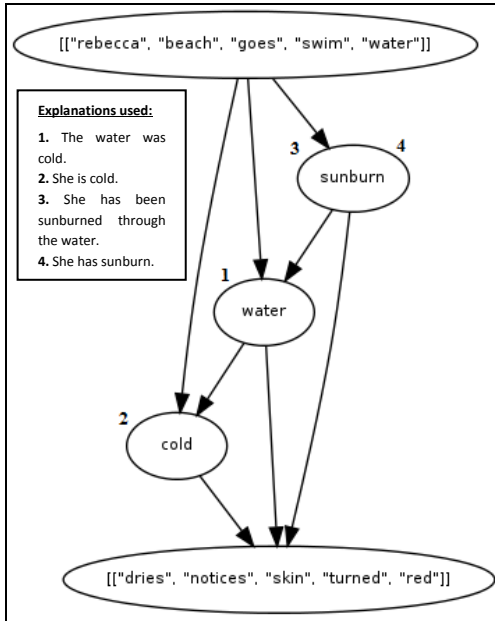 [["rebecca", "beach", "goes", "swim", "water"]]
Explanations used:
1. The water was
cold.
2. She is cold.
3. She has been
sunburned through
the water.
4. She has sunburn.
3
4
sunburn
1
water
2
cold
[["dries", "notices", "skin", "turned", "red"]]